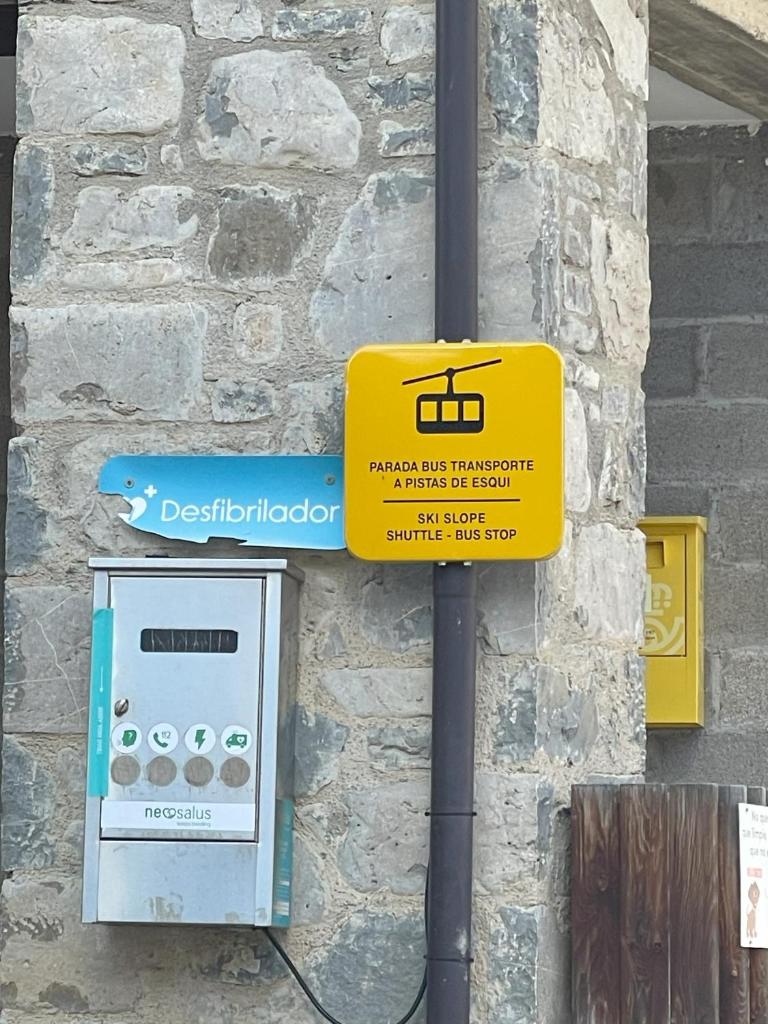 PARADA BUS TRANSPORTE
A PISTAS DE ESQUI
SKI SLOPE
SHUTTLE - BUS STOP
Desfibrilador
112
neosalus